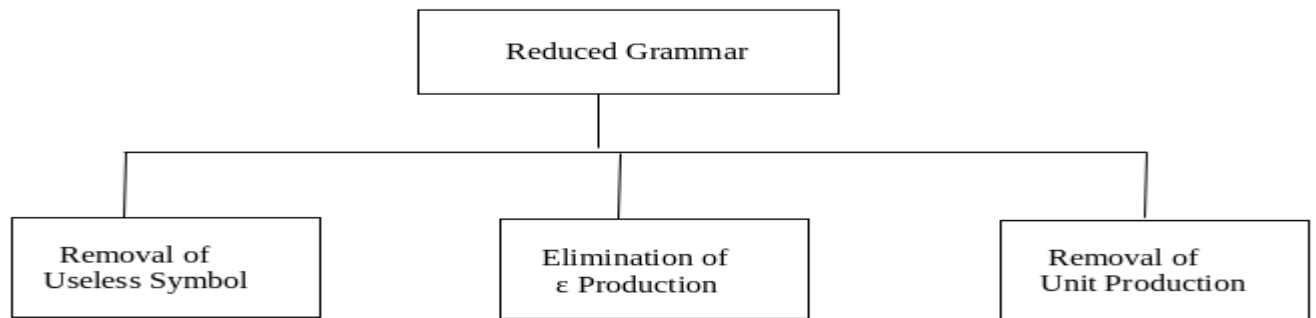 Reduced Grammar
Removal of
Useless Symbol
Elimination of
ε Production
Removal of
Unit Production